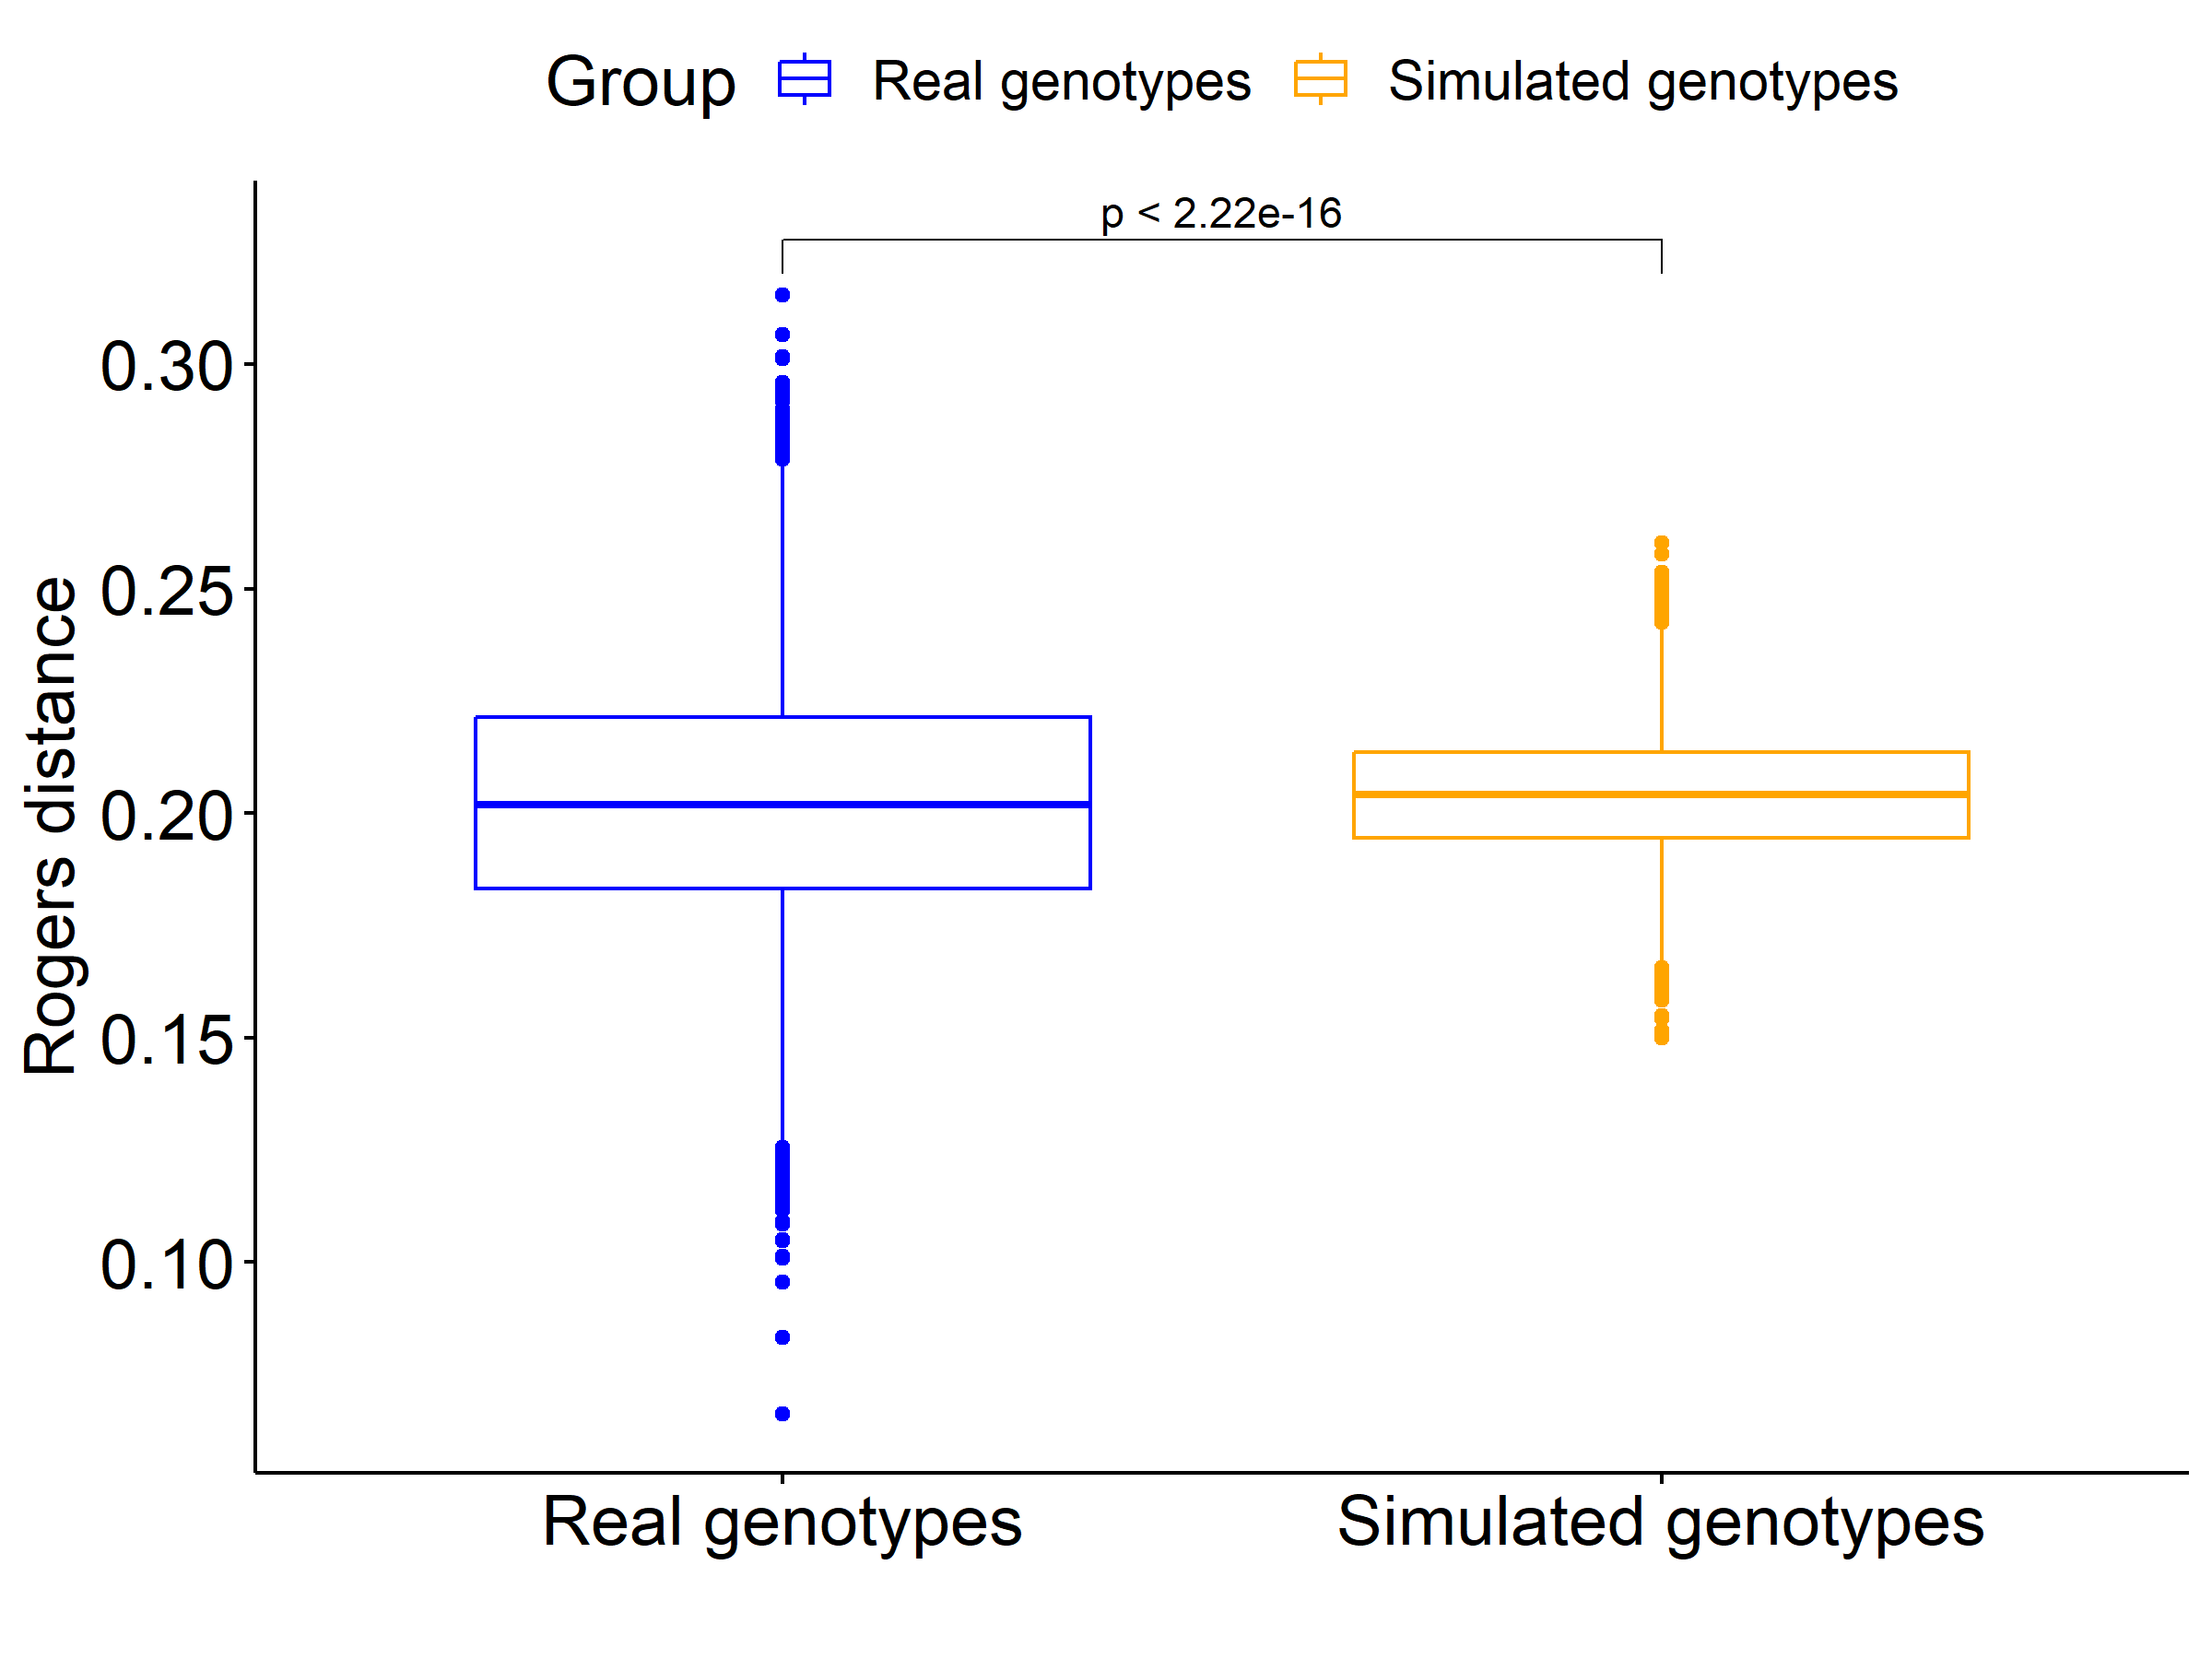 Group Real genotypes Simulated genotypes
p < 2.22e-16
0.30
0.25
0.20
0.15
0.10
Rogers distance
Real genotypes Simulated genotypes